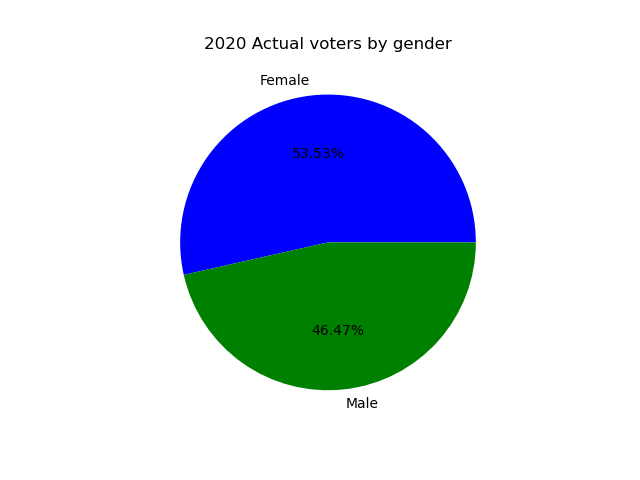 2020 Actual voters by gender
Female
53.53%
46.47%
Male